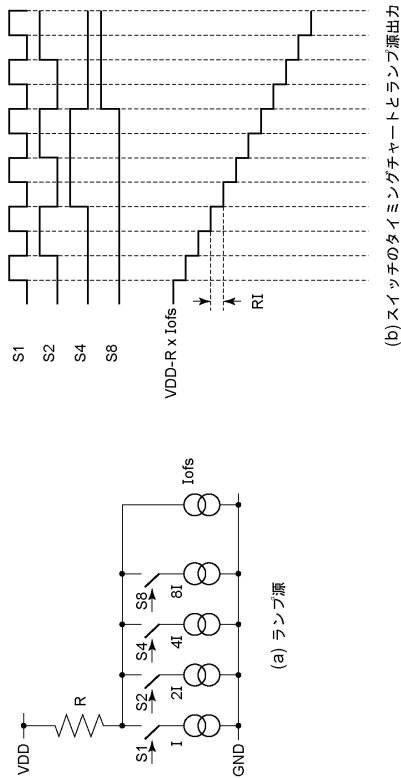 VDD
R
S1
S2
S4
S8
I
2I
4I
8I
Iofs
GND
(a) ランプ源
S1
S2
S4
S8
VDD-R x Iofs
RI
(b) スイッチのタイミングチャートとランプ源出力